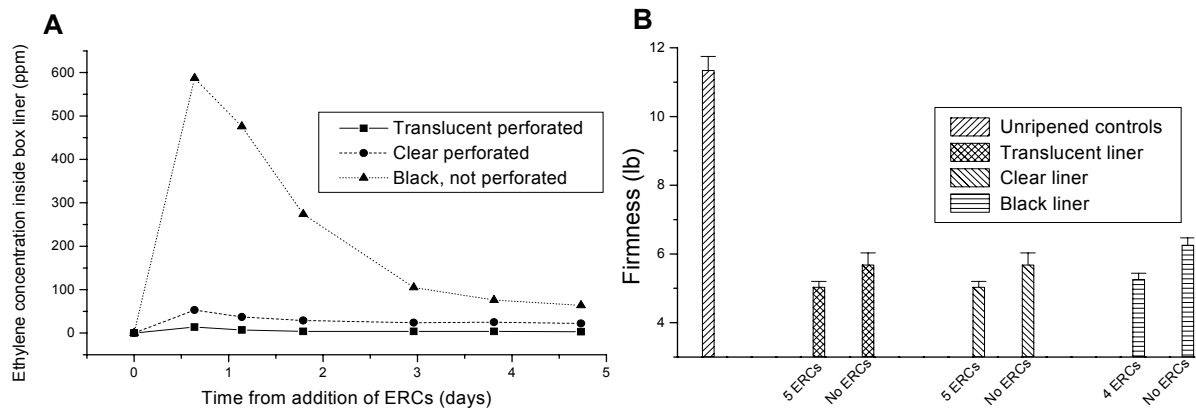 A
Ethylene concentration inside box liner (ppm)
600
500
400
300
200
100
0
0
1
2
3
4
5
Time from addition of ERCs (days)
Translucent perforated
Clear perforated
Black, not perforated
B
Firmness (lb)
12
10
8
6
4
Unripened controls
Translucent liner
Clear liner
Black liner
5 ERCs
No ERCs
5 ERCs
No ERCs
4 ERCs
No ERCs